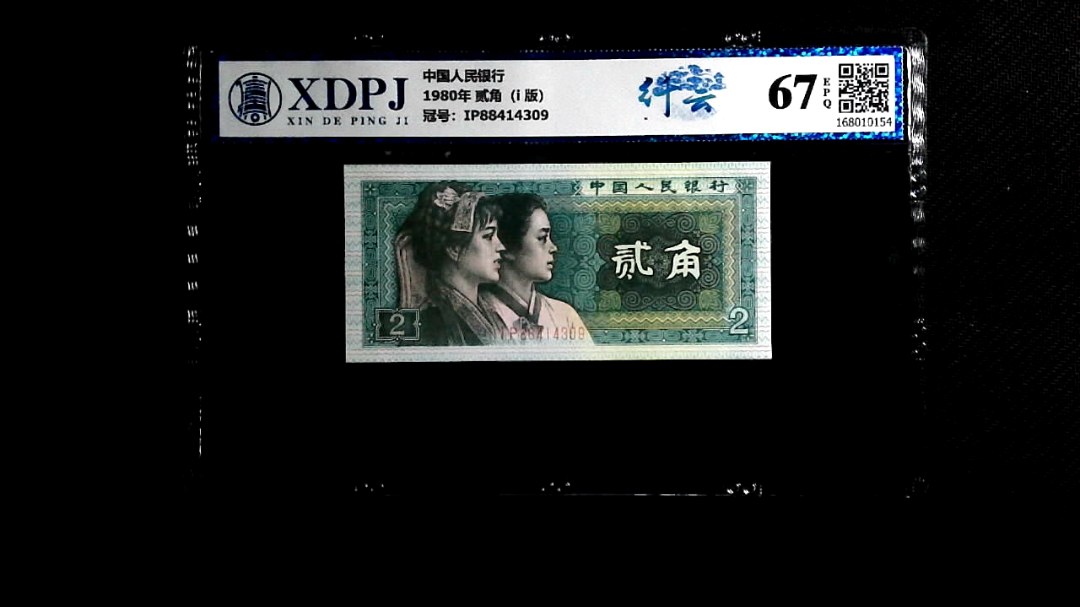 XDPJ
XIN DE PING JI
中国人民银行
1980年 贰角（i 版）
冠号：IP88414309
67
EPQ
168010154
中国人民银行
贰角
2
2
IP88414309